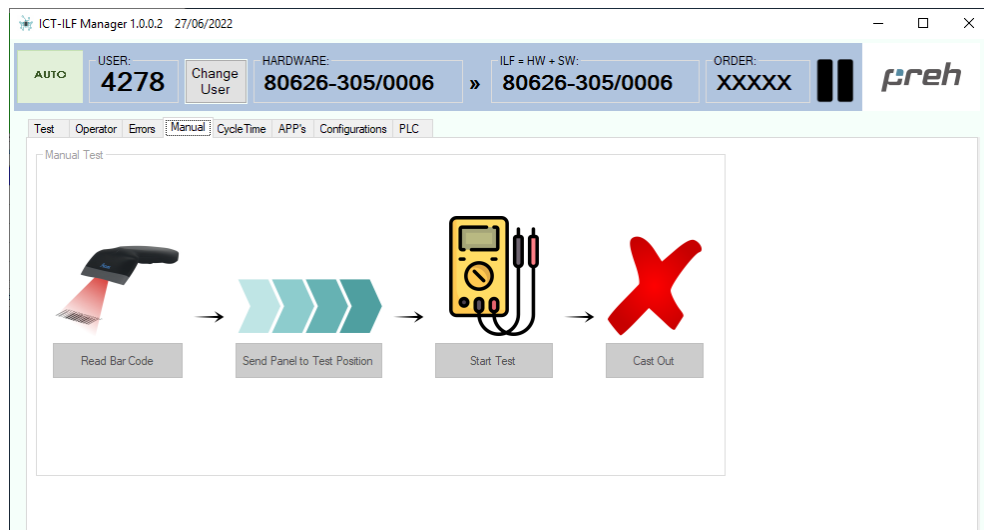 ICT-ILF Manager 1.0.0.2 27/06/2022
AUTO
USER:
4278
Change
User
HARDWARE:
80626-305/0006
»
ILF = HW + SW:
80626-305/0006
ORDER:
XXXXX
preh
Test Operator Errors Manual CycleTime APP's Configurations PLC
Manual Test
Read Bar Code
Send Panel to Test Position
Start Test
Cast Out